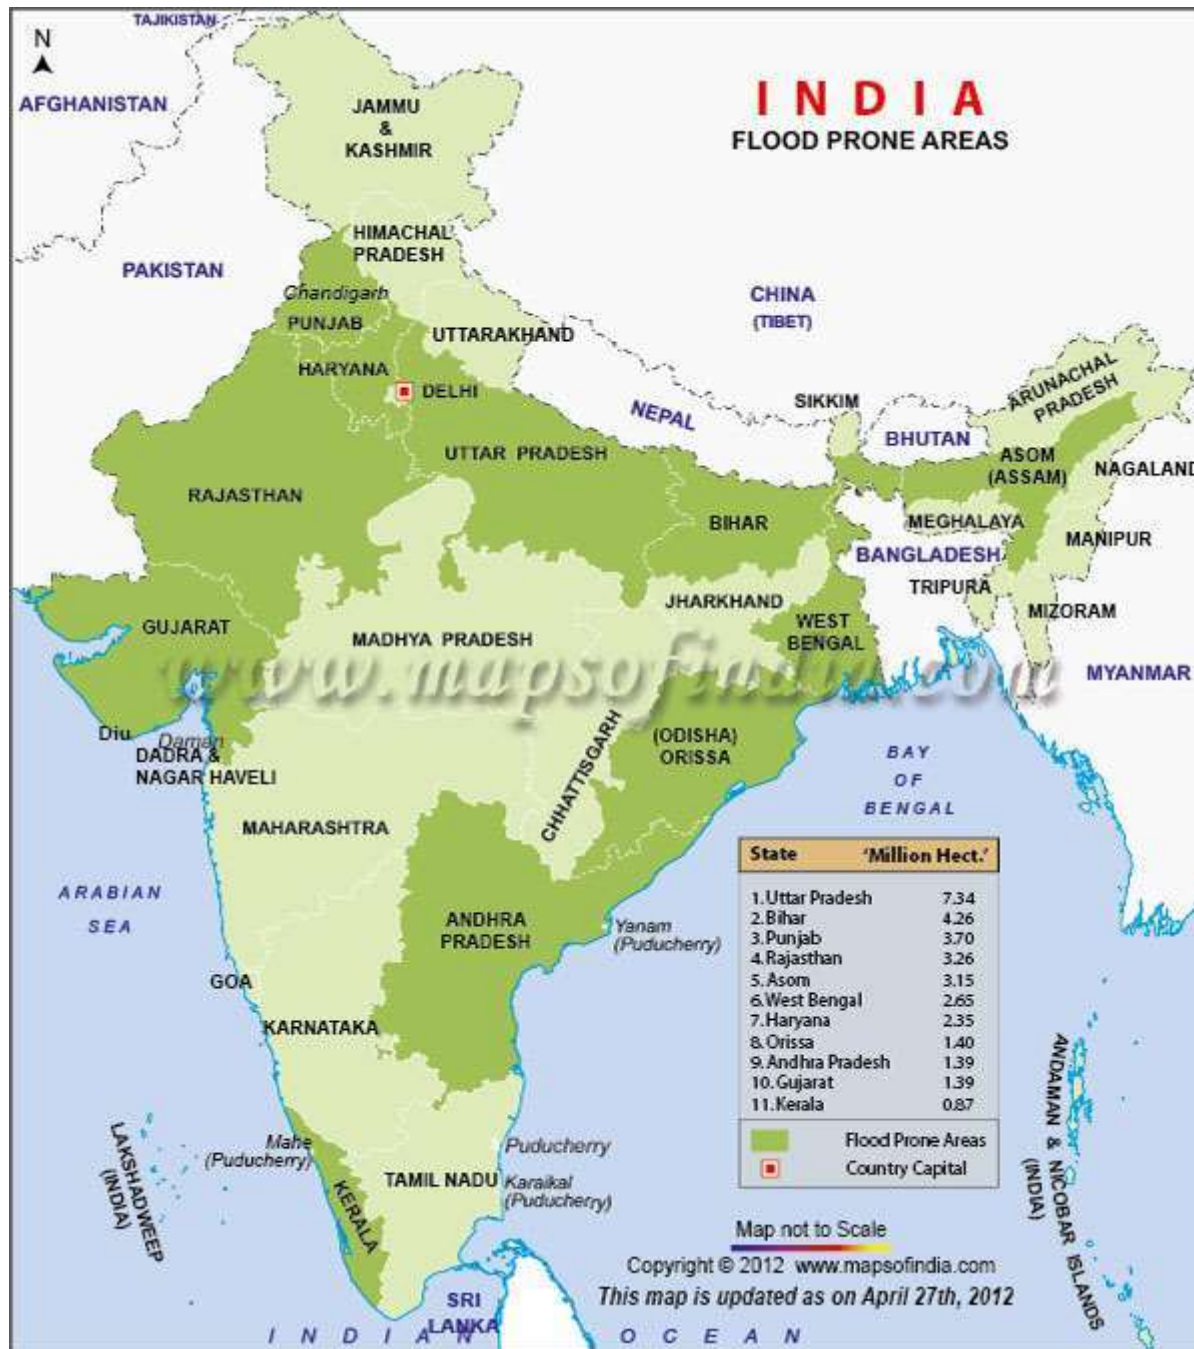 TAJIKISTAN
N
AFGHANISTAN
INDIA
FLOOD PRONE AREAS
JAMMU
&
KASHMIR
HIMACHAL
PRADESH
PAKISTAN
CHINA
(TIBET)
Chandigarh
PUNJAB
UTTARAKHAND
HARYANA
DELHI
NEPAL
SIKKIM
BHUTAN
ARUNACHAL
PRADESH
ASOM
(ASSAM)
NAGALAND
UTTAR PRADESH
RAJASTHAN
BIHAR
MEGHALAYA
MANIPUR
BANGLADESH
TRIPURA
MIZORAM
JHARKHAND
WEST
BENGAL
GUJARAT
MADHYA PRADESH
www.mapsofindia.com
MYANMAR
Diu
Daman
DADRA &
NAGAR HAVELI
CHHATTISGARH
(ODISHA)
ORISSA
BAY
OF
BENGAL
MAHARASHTRA
ARABIAN
SEA
ANDHRA
PRADESH
Yanam
(Puducherry)
GOA
KARNATAKA
State 'Million Hect.'
1.Uttar Pradesh 7.34
2.Bihar 4.26
3.Punjab 3.70
4.Rajasthan 3.26
5.Asom 3.15
6.West Bengal 2.65
7.Haryana 2.35
8.Orissa 1.40
9.Andhra Pradesh 1.39
10.Gujarat 1.39
11.Kerala 0.87
Flood Prone Areas
Country Capital
LAKSHADWEEP
(INDIA)
Mahe
(Puducherry)
KERALA
TAMIL NADU
Puducherry
Karaikal
(Puducherry)
ANDAMAN & NICOBAR ISLANDS
(INDIA)
Map not to Scale
Copyright © 2012 www.mapsofindia.com
This map is updated as on April 27th, 2012
SRI
LANKA
INDIAN OCEAN